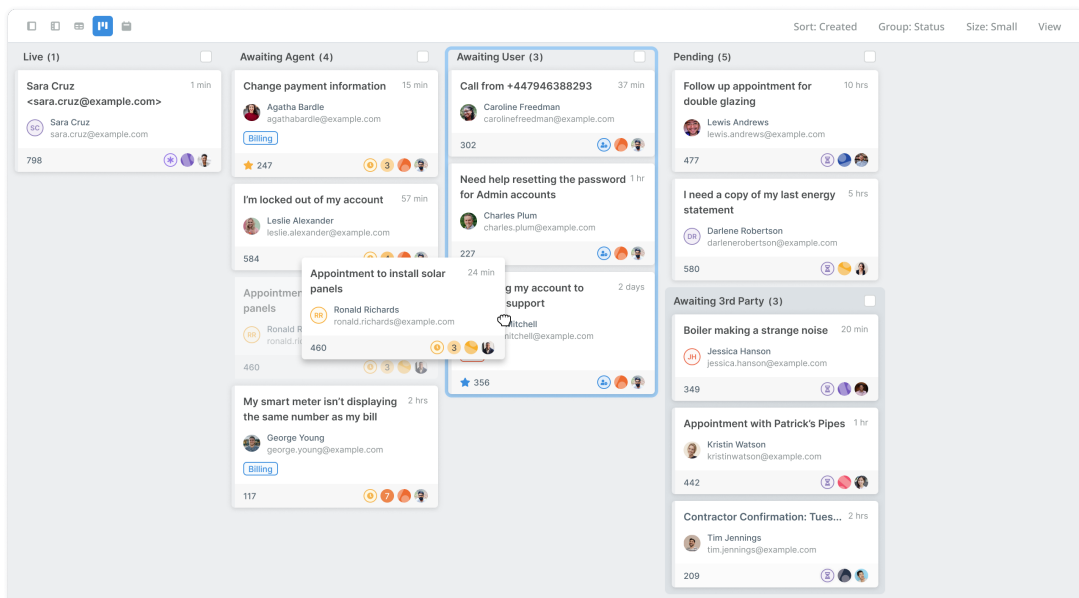 Sort: Created
Group: Status
Size: Small
View
Live (1)
Sara Cruz
1 min
<sara.cruz@example.com>
SC
Sara Cruz
sara.cruz@example.com
798
Awaiting Agent (4)
Change payment information
15 min
Agatha Bardle
agathabardle@example.com
Billing
247
3
I'm locked out of my account
57 min
Leslie Alexander
leslie.alexander@example.com
584
Appointmen
panels
RR
Ronald R
ronald.ric
460
3
Appointment to install solar
24 min
panels
RR
Ronald Richards
ronald.richards@example.com
460
3
My smart meter isn't displaying
2 hrs
the same number as my bill
George Young
george.young@example.com
Billing
117
7
Awaiting User (3)
Call from +447946388293
37 min
Caroline Freedman
carolinefreedman@example.com
302
Need help resetting the password
1 hr
for Admin accounts
Charles Plum
charles.plum@example.com
227
g my account to
2 days
support
mitchell@example.com
356
Pending (5)
Follow up appointment for
10 hrs
double glazing
Lewis Andrews
lewis.andrews@example.com
477
I need a copy of my last energy
5 hrs
statement
DR
Darlene Robertson
darlenerobertson@example.com
580
Awaiting 3rd Party (3)
Boiler making a strange noise
20 min
JH
Jessica Hanson
jessica.hanson@example.com
349
Appointment with Patrick's Pipes
1 hr
Kristin Watson
kristinwatson@example.com
442
Contractor Confirmation: Tues...
2 hrs
Tim Jennings
tim.jennings@example.com
209